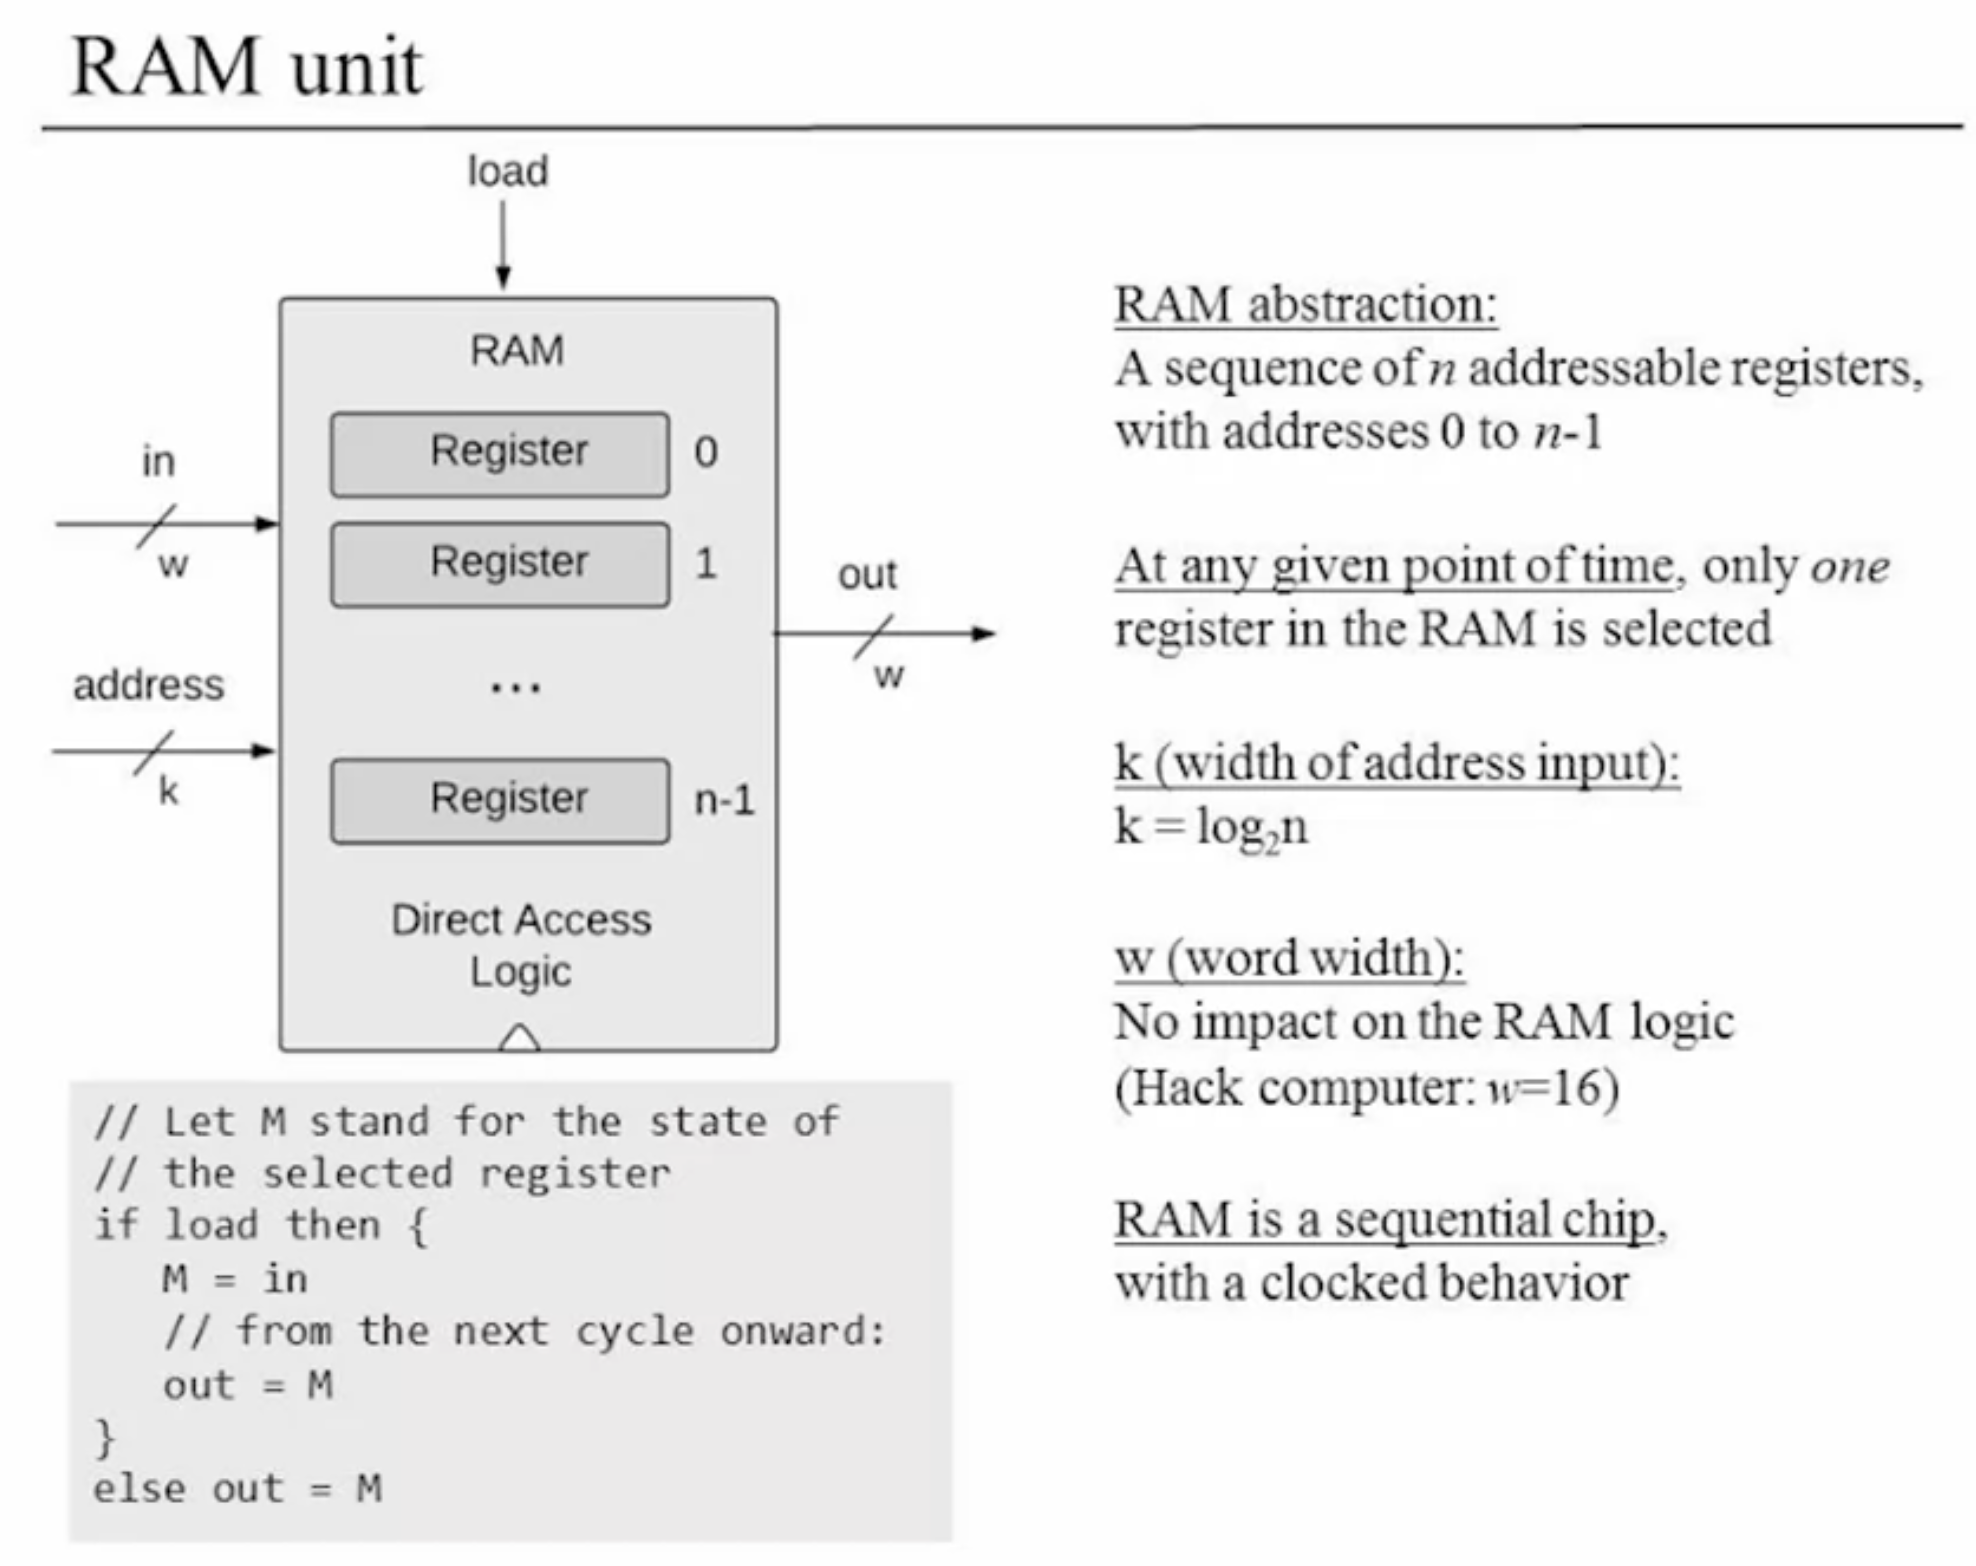 RAM unit
load
RAM
Register 0
in
w
Register 1
out
w
address
k
...
Register n-1
Direct Access
Logic
// Let M stand for the state of
// the selected register
if load then {
M = in
// from the next cycle onward:
out = M
}
else out = M
RAM abstraction:
A sequence of n addressable registers,
with addresses 0 to n-1
At any given point of time, only one
register in the RAM is selected
k (width of address input):
k = log₂n
w (word width):
No impact on the RAM logic
(Hack computer: w=16)
RAM is a sequential chip,
with a clocked behavior